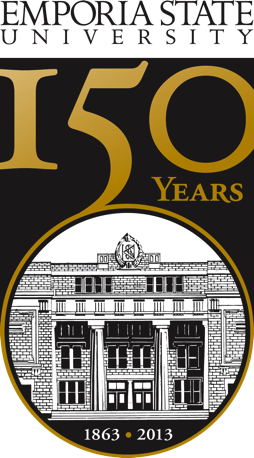 EMPORIA STATE
UNIVERSITY
150
YEARS
1863 • 2013